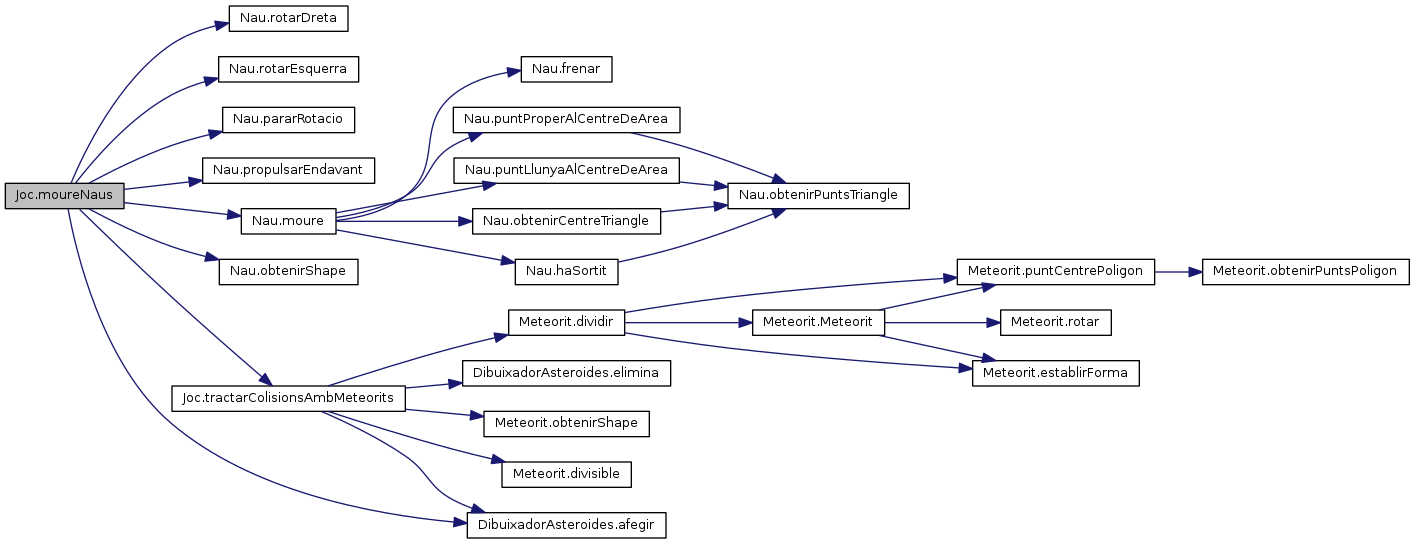 Joc.moureNaus
Nau.rotarDreta
Nau.rotarEsquerra
Nau.pararRotacio
Nau.propulsarEndavant
Nau.moure
Nau.obtenirShape
Joc.tractarColisionsAmbMeteorits
Nau.frenar
Nau.puntProperAlCentreDeArea
Nau.puntLlunyaAlCentreDeArea
Nau.obtenirCentreTriangle
Nau.haSortit
Nau.obtenirPuntsTriangle
Meteorit.dividir
DibuixadorAsteroides.elimina
Meteorit.obtenirShape
Meteorit.divisible
DibuixadorAsteroides.afegir
Meteorit.Meteorit
Meteorit.puntCentrePoligon
Meteorit.rotar
Meteorit.establirForma
Meteorit.obtenirPuntsPoligon